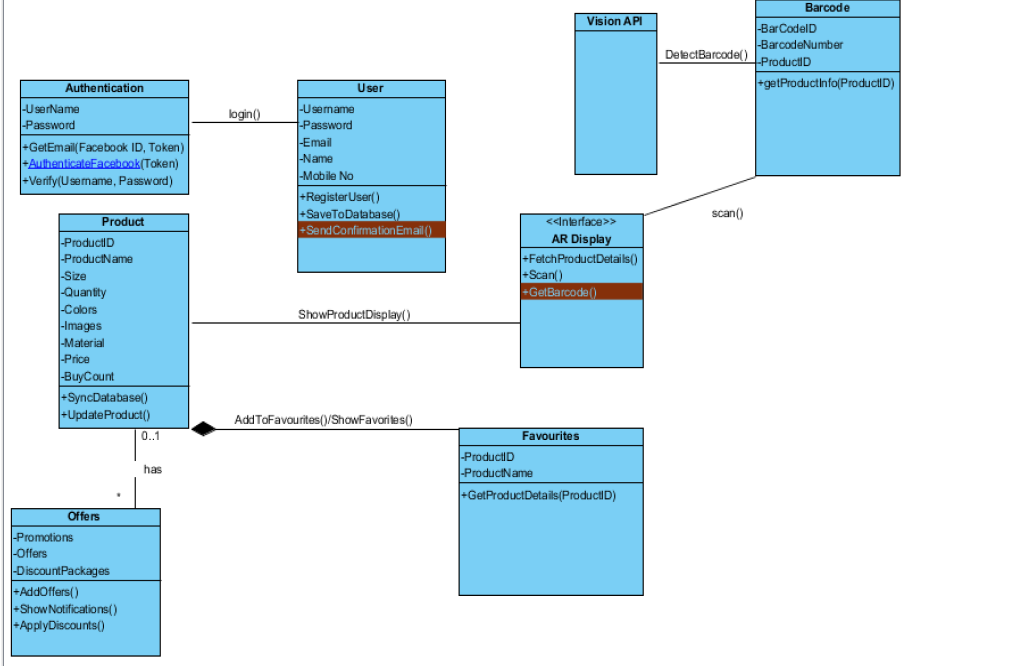 Vision API
Barcode
-BarCodeID
-BarcodeNumber
-ProductID
+getProductInfo(ProductID)
DetectBarcode()
Authentication
-UserName
-Password
+GetEmail(Facebook ID, Token)
+AuthenticateFacebook(Token)
+Verify(Username, Password)
login()
User
-Username
-Password
-Email
-Name
-Mobile No
+RegisterUser()
+SaveToDatabase()
+SendConfirmationEmail()
scan()
<<Interface>>
AR Display
+FetchProductDetails()
+Scan()
+GetBarcode()
Product
-ProductID
-ProductName
-Size
-Quantity
-Colors
-Images
-Material
-Price
-BuyCount
+SyncDatabase()
+UpdateProduct()
ShowProductDisplay()
AddToFavourites()/ShowFavorites()
0..1
has
*
Favourites
-ProductID
-ProductName
+GetProductDetails(ProductID)
Offers
-Promotions
-Offers
-DiscountPackages
+AddOffers()
+ShowNotifications()
+ApplyDiscounts()